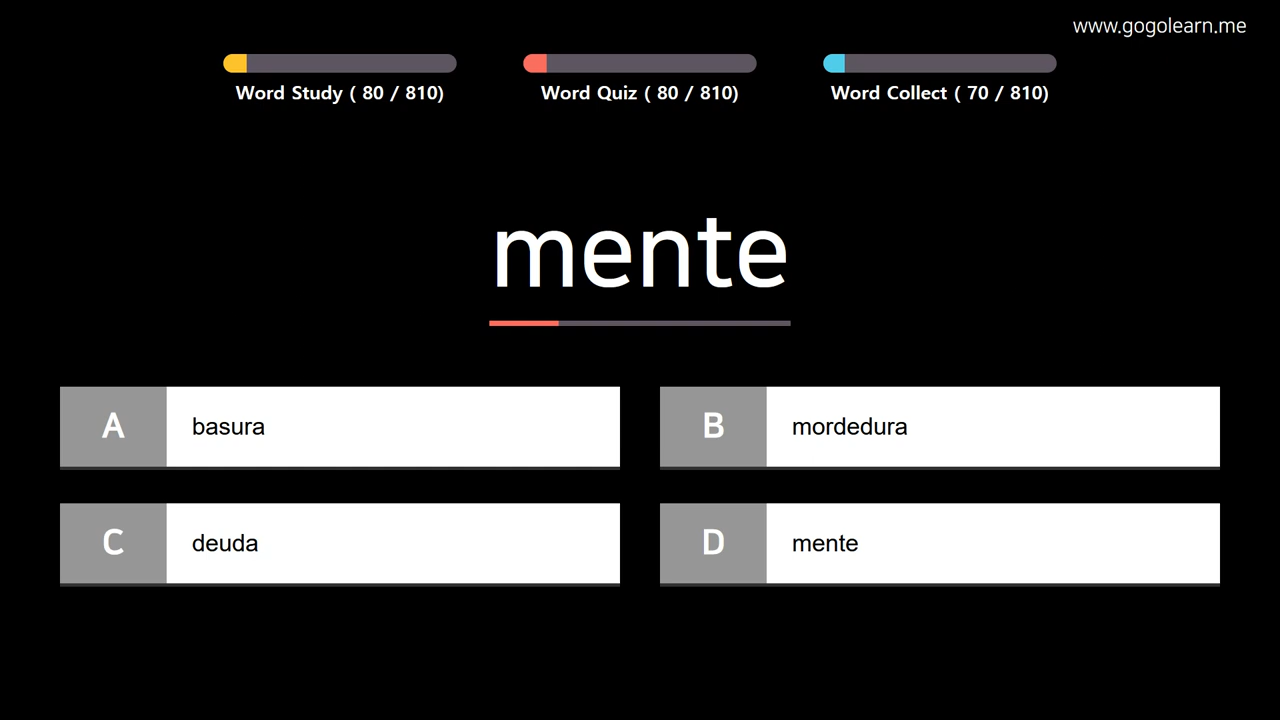 www.gogolearn.me
Word Study ( 80 / 810)
Word Quiz ( 80 / 810)
Word Collect ( 70 / 810)
mente
A basura
B mordedura
C deuda
D mente